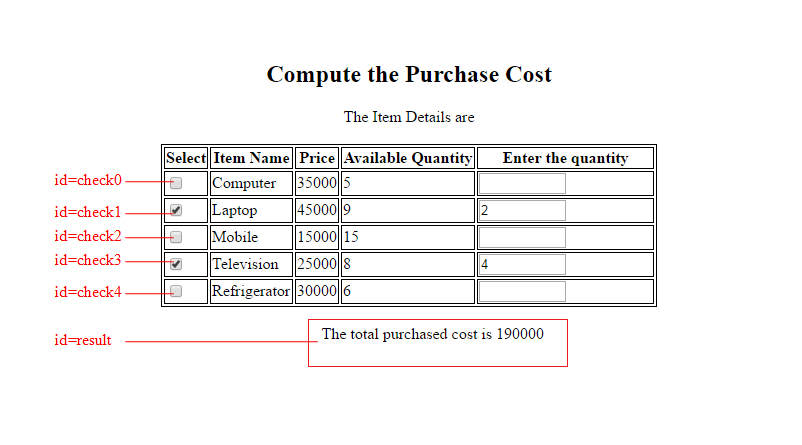 Compute the Purchase Cost
The Item Details are
Select Item Name Price Available Quantity Enter the quantity
id=check0 Computer 35000 5
id=check1 Laptop 45000 9 2
id=check2 Mobile 15000 15
id=check3 Television 25000 8 4
id=check4 Refrigerator 30000 6
id=result The total purchased cost is 190000